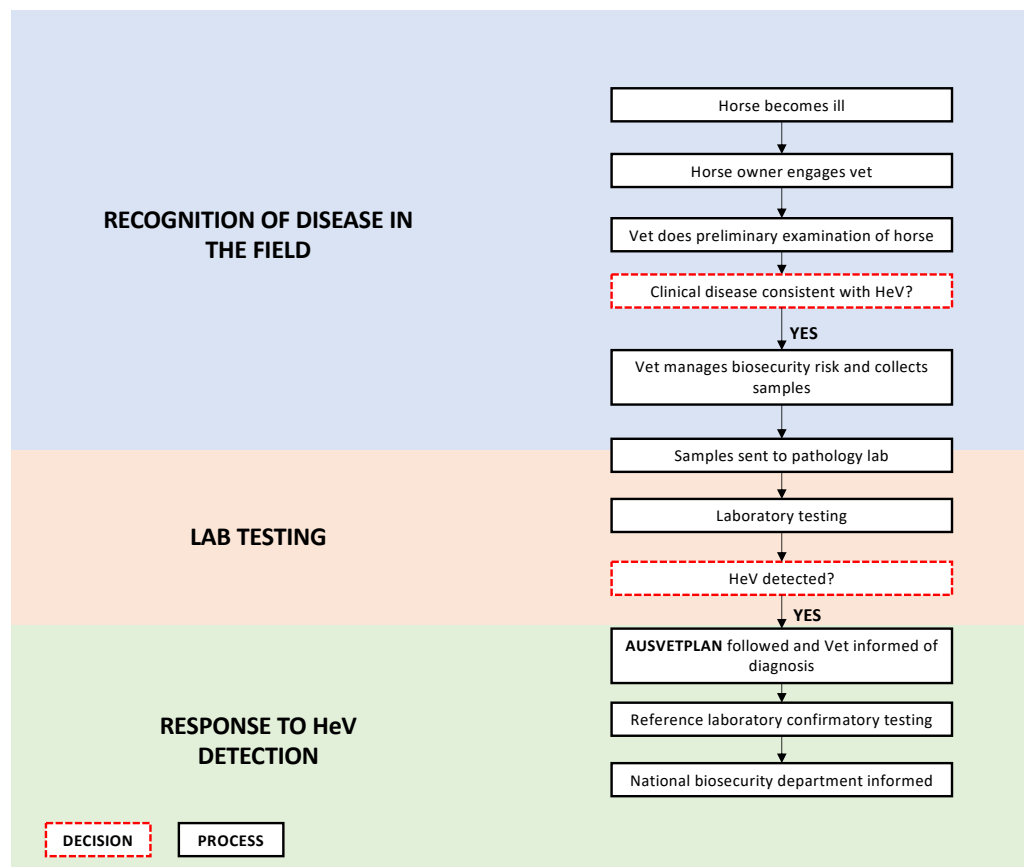 Horse becomes ill
Horse owner engages vet
RECOGNITION OF DISEASE IN
THE FIELD
Vet does preliminary examination of horse
Clinical disease consistent with HeV?
YES
Vet manages biosecurity risk and collects
samples
Samples sent to pathology lab
LAB TESTING
Laboratory testing
HeV detected?
YES
AUSVETPLAN followed and Vet informed of
diagnosis
RESPONSE TO HeV
DETECTION
Reference laboratory confirmatory testing
National biosecurity department informed
DECISION
PROCESS